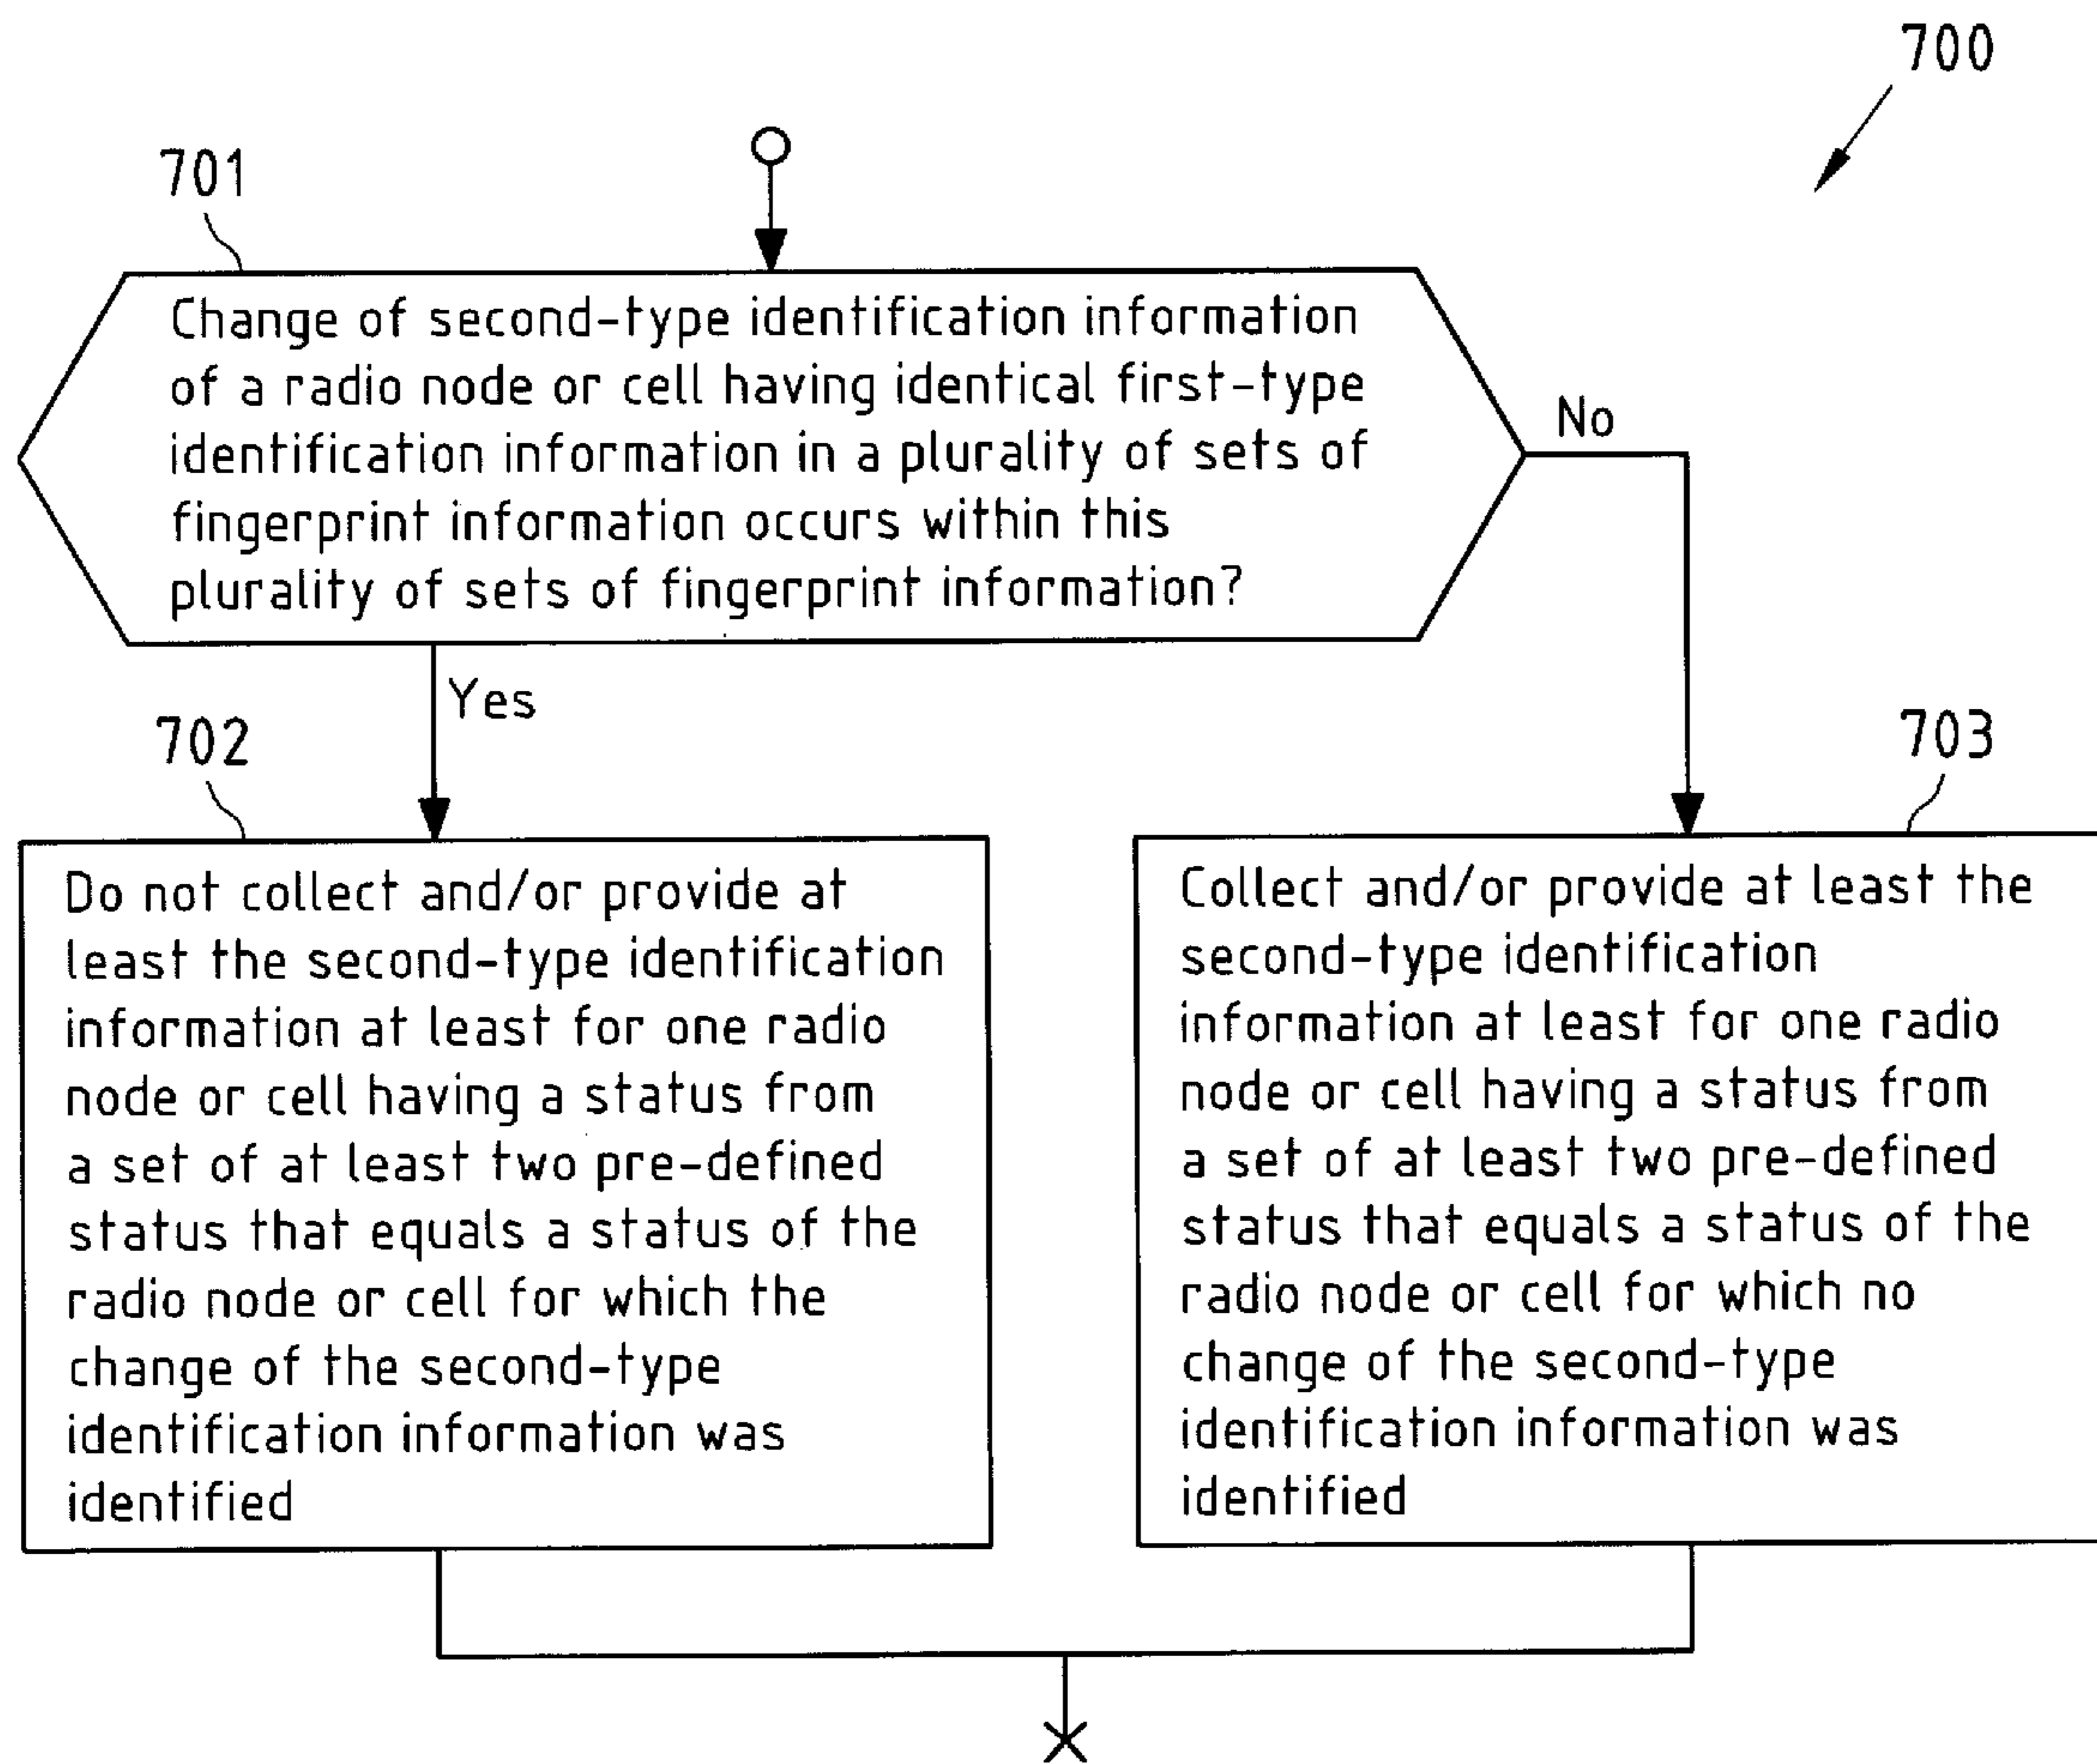 700
701
Change of second-type identification information
of a radio node or cell having identical first-type
identification information in a plurality of sets of
fingerprint information occurs within this
plurality of sets of fingerprint information?
No
Yes
702
Do not collect and/or provide at
least the second-type identification
information at least for one radio
node or cell having a status from
a set of at least two pre-defined
status that equals a status of the
radio node or cell for which the
change of the second-type
identification information was
identified
703
Collect and/or provide at least the
second-type identification
information at least for one radio
node or cell having a status from
a set of at least two pre-defined
status that equals a status of the
radio node or cell for which no
change of the second-type
identification information was
identified